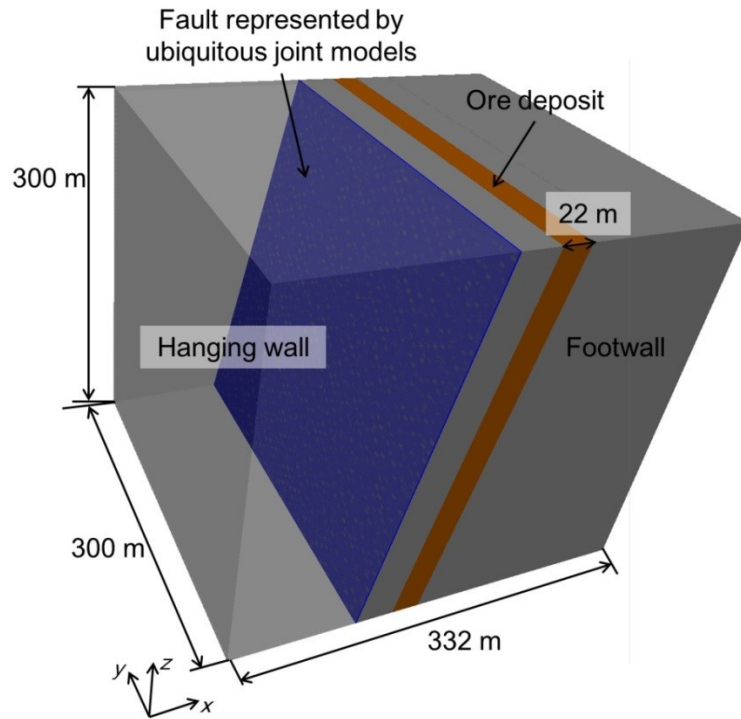 Fault represented by
ubiquitous joint models
Ore deposit
300 m
22 m
Hanging wall
Footwall
300 m
332 m
y
z
x